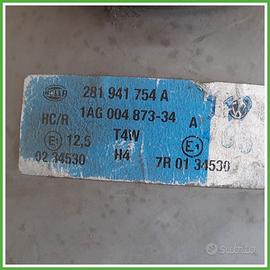 HELLA
281 941 754 A
1AG 004 873-34
HC/R
A
T4W
E1 12,5
E1
02 34530
H4
7R 01 34530
subito